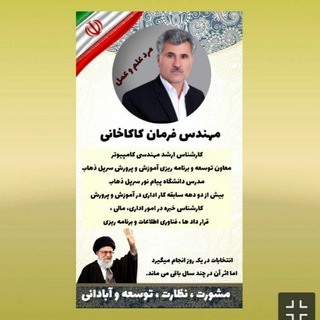 مرد علم و عمل
مهندس فرمان کاکاخانی
کارشناس ارشد مهندسی کامپیوتر
معاون توسعه و برنامه ریزی آموزش و پرورش سرپل ذهاب
مدرس دانشگاه پیام نور سرپل ذهاب
بیش از دو دهه سابقه کار اداری در آموزش و پرورش
کارشناس خبره در امور اداری، مالی ،
قرار داد ها ، فناوری اطلاعات و برنامه ریزی
انتخابات در یک روز انجام میگیرد
اما اثر آن در چند سال باقی می ماند.
مشورت ، نظارت ، توسعه و آبادانی